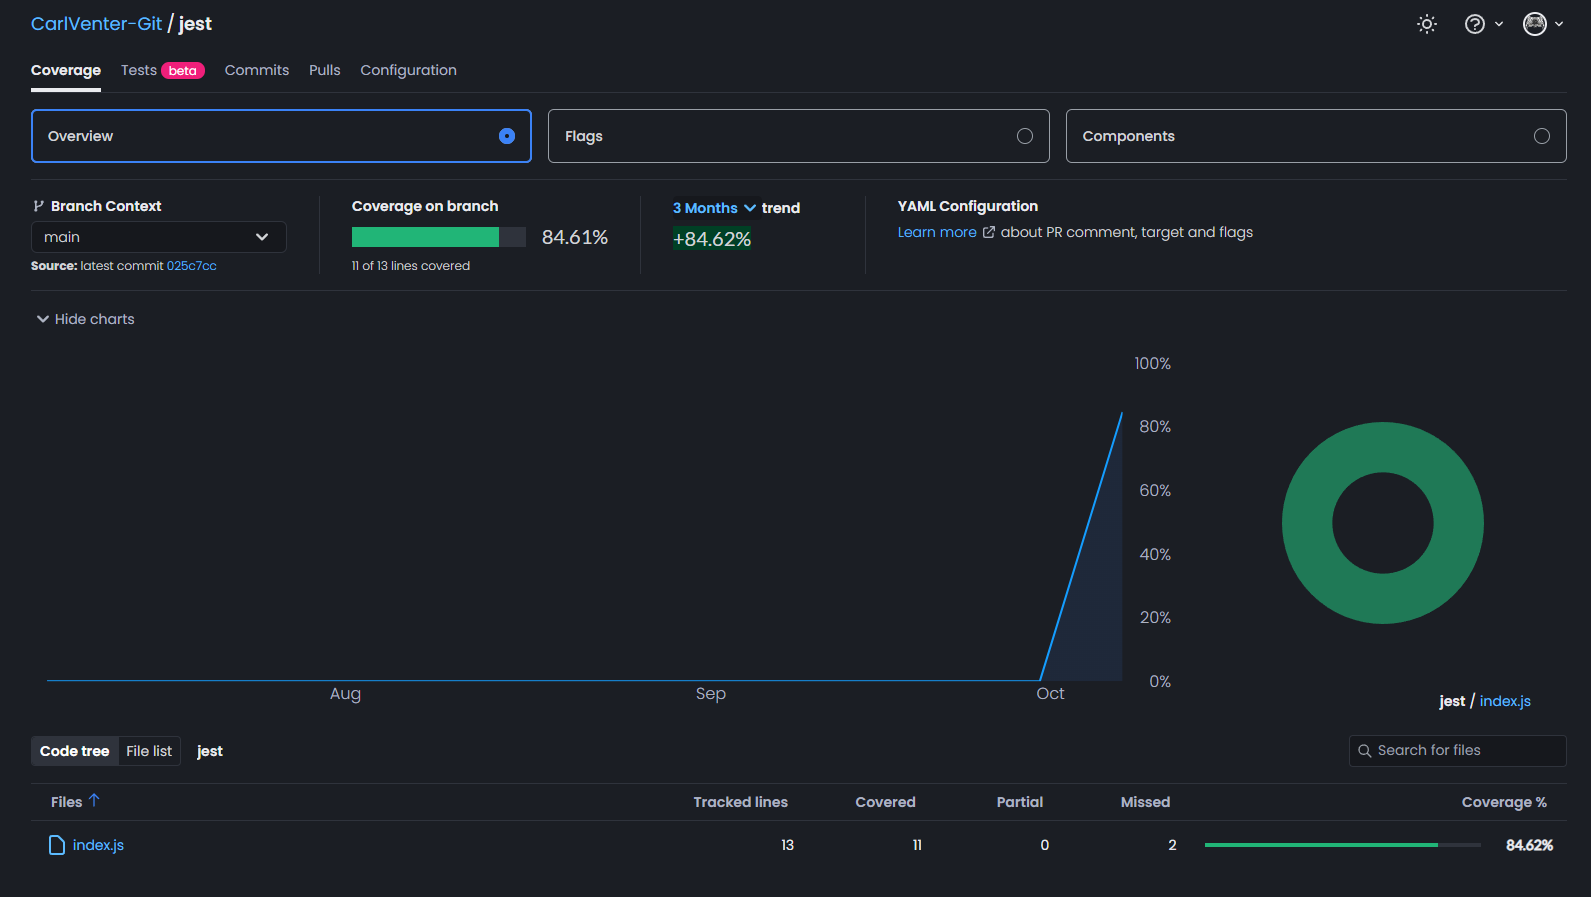 CarlVenter-Git / jest
Coverage Tests beta Commits Pulls Configuration
Overview
Flags
Components
Branch Context
main
Source: latest commit 025c7cc
Coverage on branch
84.61%
11 of 13 lines covered
3 Months trend
+84.62%
YAML Configuration
Learn more about PR comment, target and flags
Hide charts
100%
80%
60%
40%
20%
0%
Aug Sep Oct
jest / index.js
Code tree File list jest
Search for files
Files Tracked lines Covered Partial Missed Coverage %
index.js 13 11 0 2 84.62%